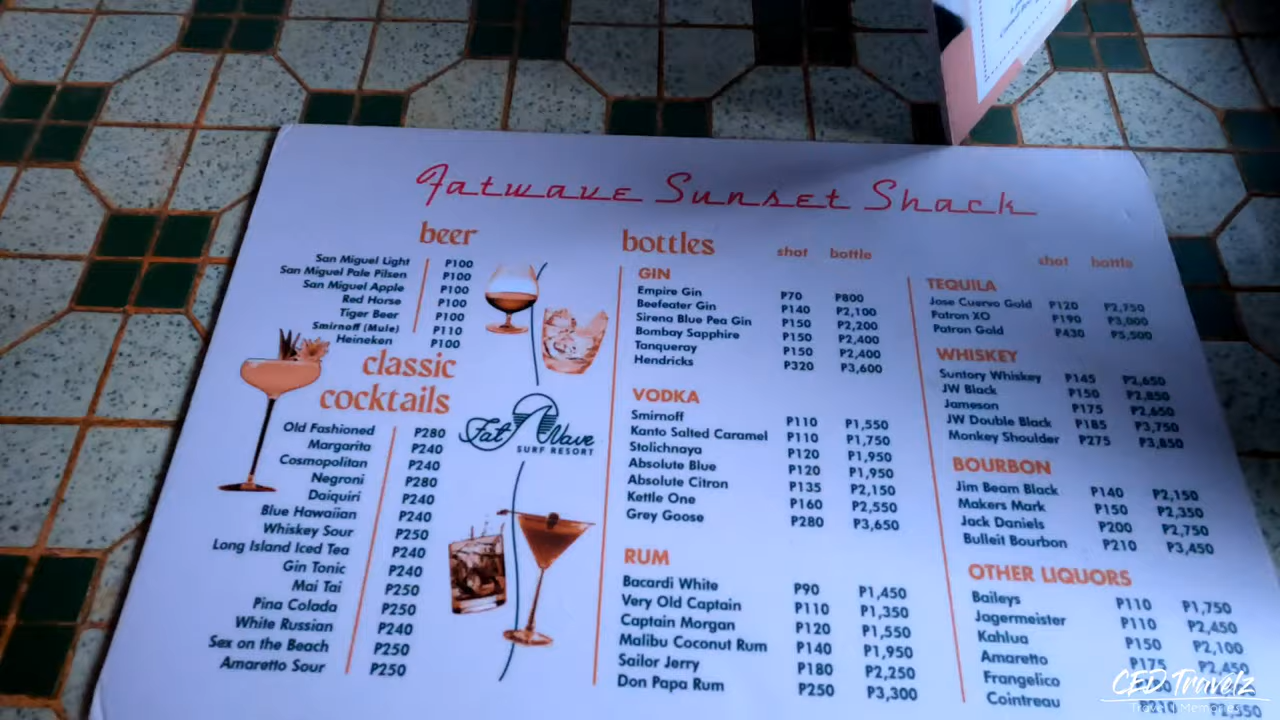 Fatwave Sunset Shack
beer
San Miguel Light P100
San Miguel Pale Pilsen P100
San Miguel Apple P100
Red Horse P100
Tiger Beer P100
Smirnoff (Mule) P110
Heineken P100
classic
cocktails
Old Fashioned P280
Margarita P240
Cosmopolitan P240
Negroni P280
Daiquiri P240
Blue Hawaiian P240
Whiskey Sour P250
Long Island Iced Tea P240
Gin Tonic P240
Mai Tai P250
Pina Colada P250
White Russian P240
Sex on the Beach P250
Amaretto Sour P250
Fat Wave
SURF RESORT
bottles shot bottle
GIN
Empire Gin P70 P800
Beefeater Gin P140 P2,100
Sirena Blue Pea Gin P150 P2,200
Bombay Sapphire P150 P2,400
Tanqueray P150 P2,400
Hendricks P320 P3,600
VODKA
Smirnoff P110 P1,550
Kanto Salted Caramel P110 P1,750
Stolichnaya P120 P1,950
Absolute Blue P120 P1,950
Absolute Citron P135 P2,150
Kettle One P160 P2,550
Grey Goose P280 P3,650
RUM
Bacardi White P90 P1,450
Very Old Captain P110 P1,350
Captain Morgan P120 P1,550
Malibu Coconut Rum P140 P1,950
Sailor Jerry P180 P2,250
Don Papa Rum P250 P3,300
shot bottle
TEQUILA
Jose Cuervo Gold P120 P2,750
Patron XO P190 P3,000
Patron Gold P430 P5,500
WHISKEY
Suntory Whiskey P145 P2,650
JW Black P150 P2,850
Jameson P175 P2,650
JW Double Black P185 P3,750
Monkey Shoulder P275 P3,850
BOURBON
Jim Beam Black P140 P2,150
Makers Mark P150 P2,350
Jack Daniels P200 P2,750
Bulleit Bourbon P210 P3,450
OTHER LIQUORS
Baileys P110 P1,750
Jagermeister P110 P2,450
Kahlua P150 P2,100
Amaretto P175 P2,450
Frangelico
Cointreau
CED Travelz